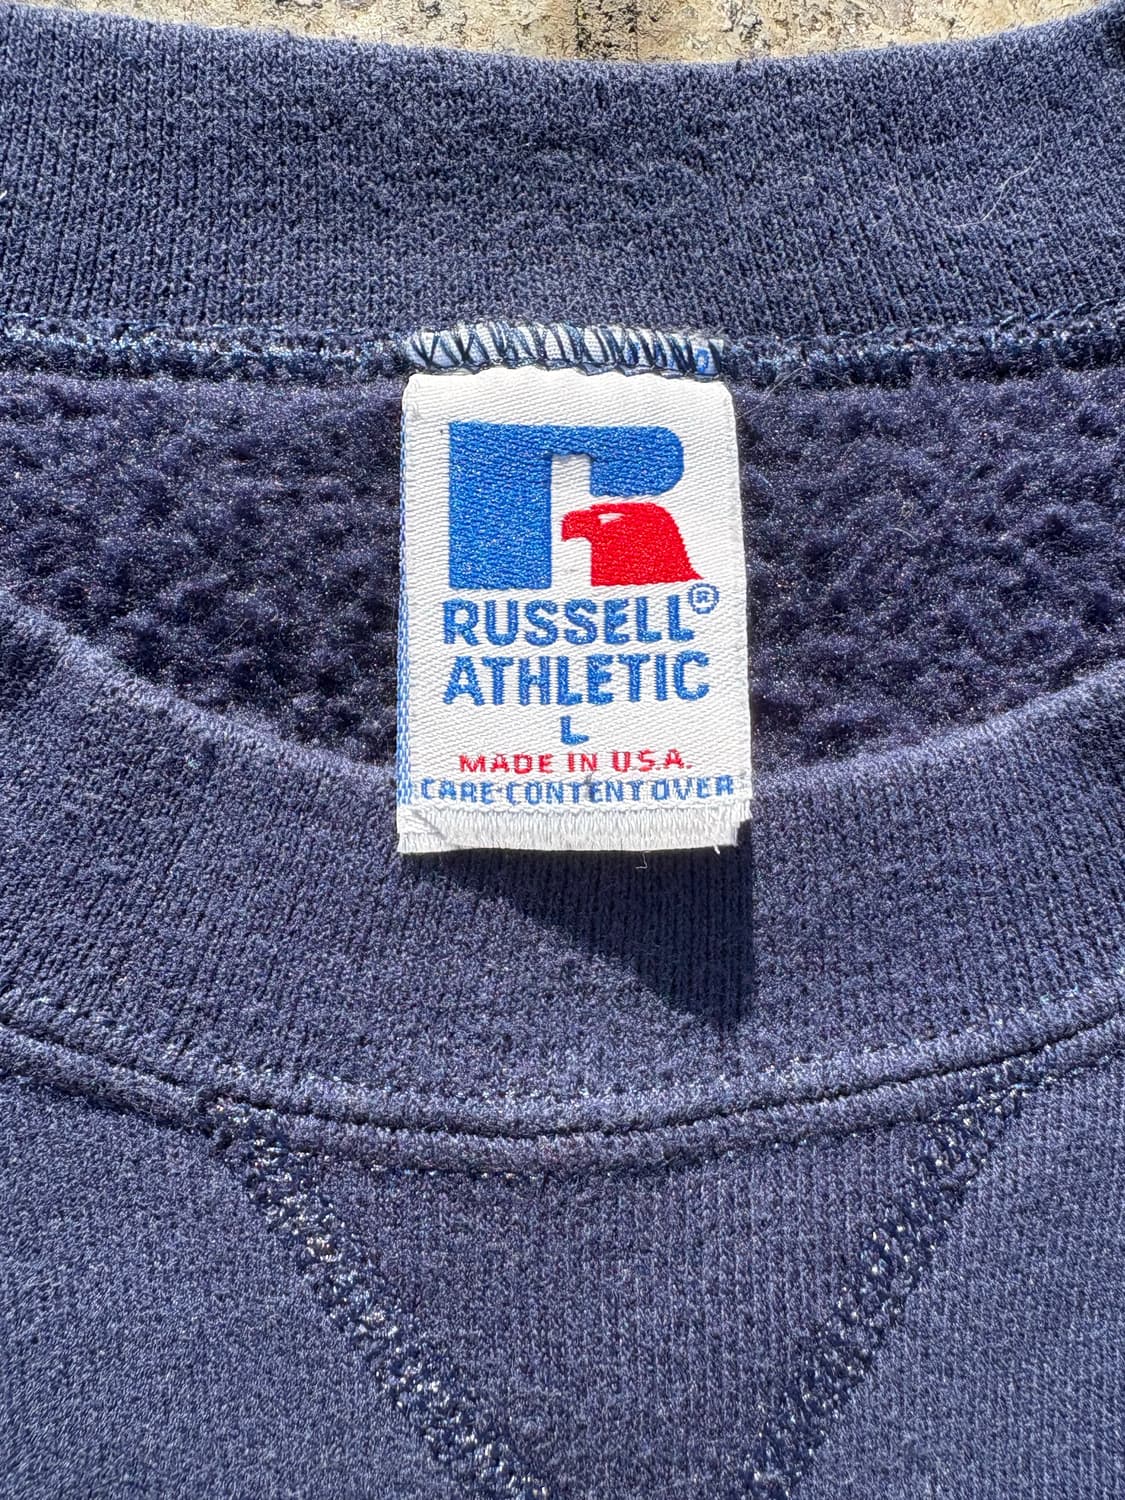 RUSSELL®
ATHLETIC
L
MADE IN U.S.A.
CARE-CONTENT OVER